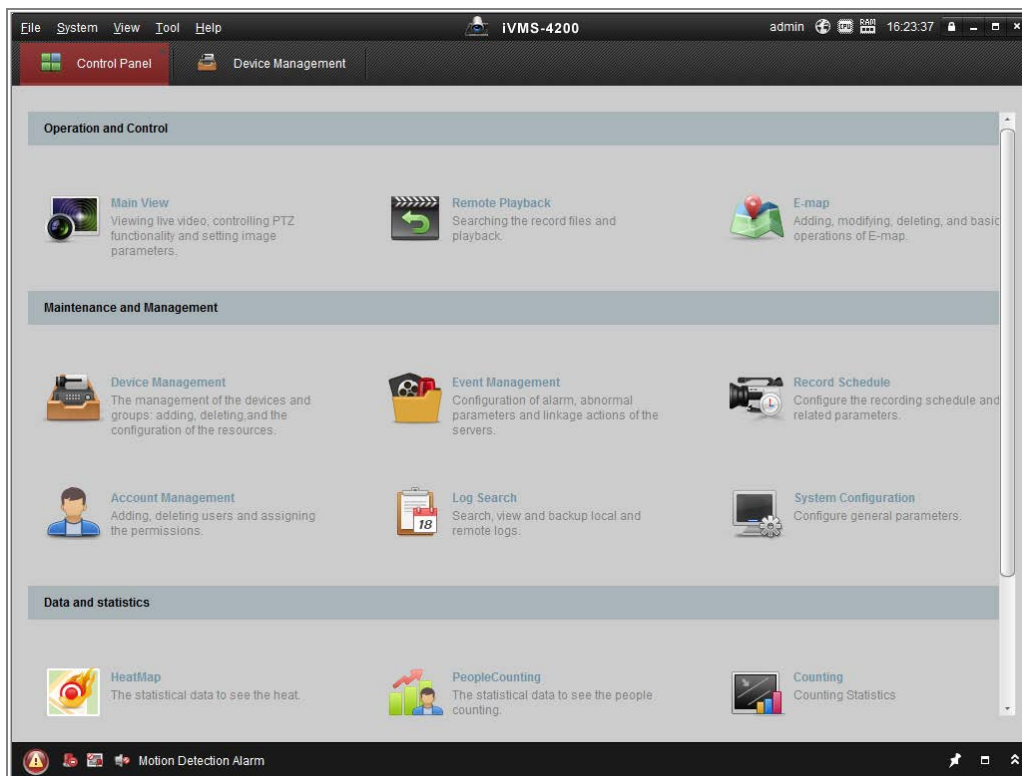 File System View Tool Help iVMS-4200 admin CPU RAM 16:23:37
Control Panel Device Management
Operation and Control
Main View
Viewing live video, controlling PTZ
functionality and setting image
parameters.
Remote Playback
Searching the record files and
playback.
E-map
Adding, modifying, deleting, and basic
operations of E-map.
Maintenance and Management
Device Management
The management of the devices and
groups: adding, deleting,and the
configuration of the resources.
Event Management
Configuration of alarm, abnormal
parameters and linkage actions of the
servers.
Record Schedule
Configure the recording schedule and
related parameters.
Account Management
Adding, deleting users and assigning
the permissions.
18
Log Search
Search, view and backup local and
remote logs.
System Configuration
Configure general parameters.
Data and statistics
HeatMap
The statistical data to see the heat.
PeopleCounting
The statistical data to see the people
counting.
Counting
Counting Statistics
Motion Detection Alarm